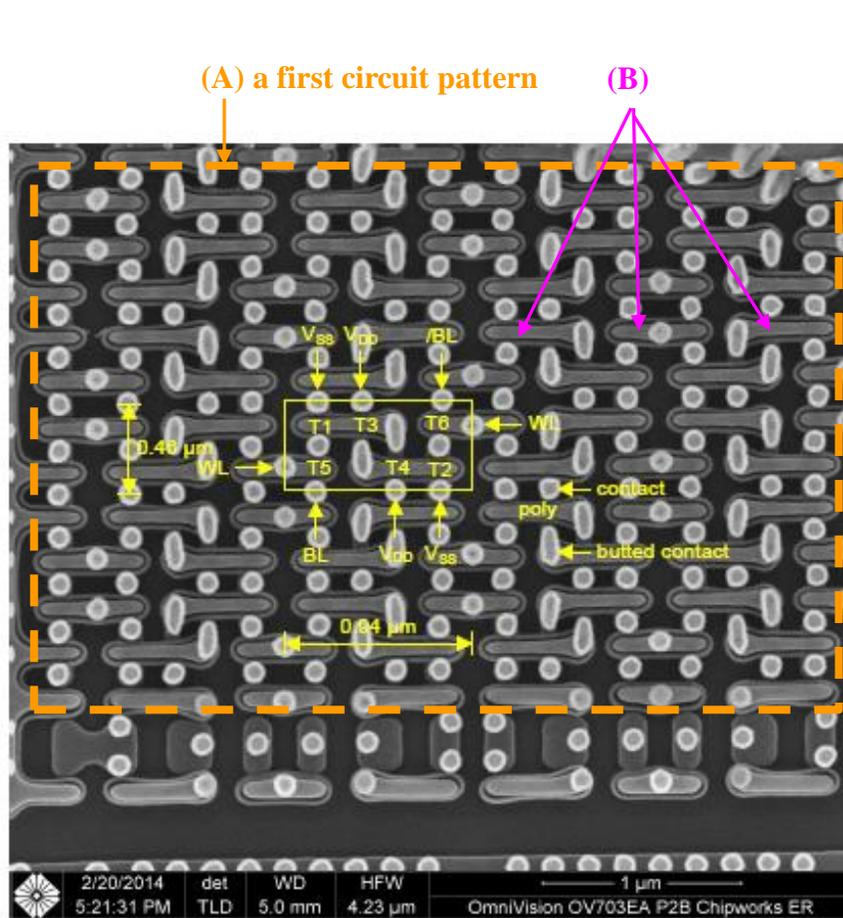 (A) a first circuit pattern (B)
VSS VDD /BL
T1 T3 T6 WL
0.46 µm WL T5 T4 T2
contact
poly
BL VDD VSS butted contact
0.94 µm
2/20/2014 det WD HFW 1 µm
5:21:31 PM TLD 5.0 mm 4.23 µm OmniVision OV703EA P2B Chipworks ER